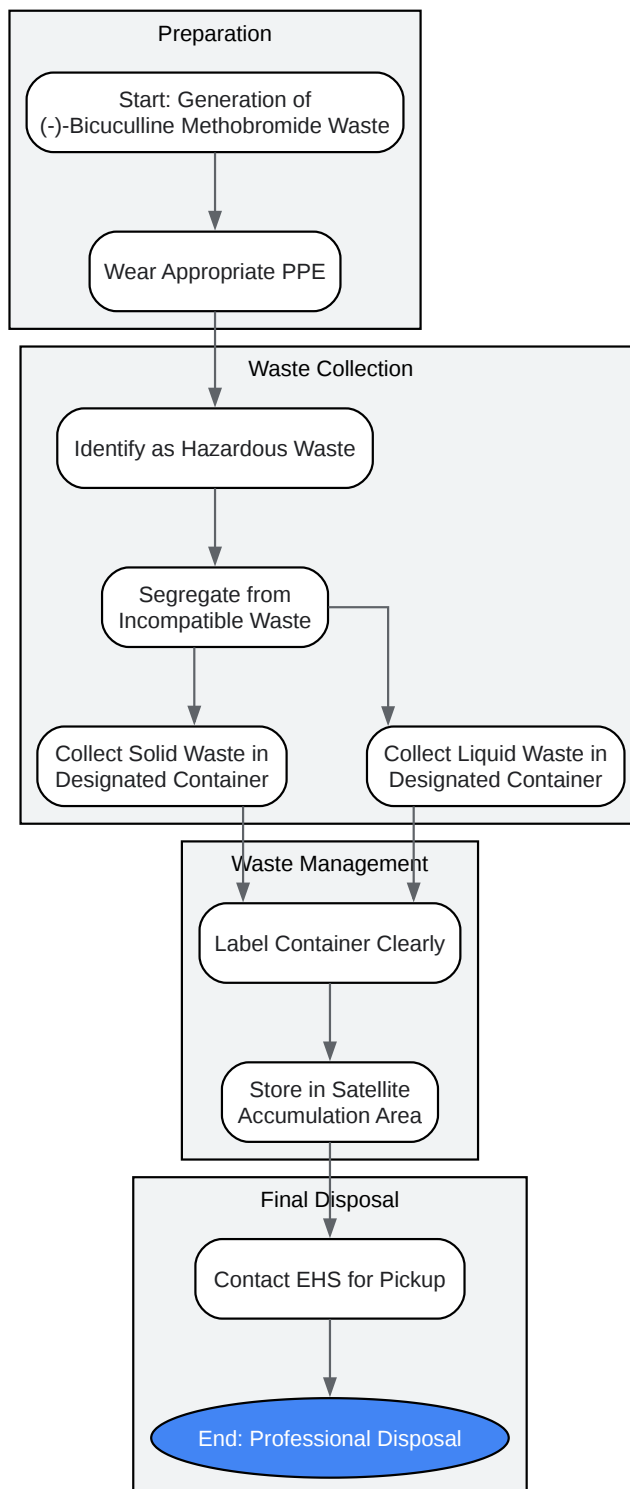 Preparation
Start: Generation of
(-)-Bicuculline Methobromide Waste
Wear Appropriate PPE
Waste Collection
Identify as Hazardous Waste
Segregate from
Incompatible Waste
Collect Solid Waste in
Designated Container
Collect Liquid Waste in
Designated Container
Waste Management
Label Container Clearly
Store in Satellite
Accumulation Area
Final Disposal
Contact EHS for Pickup
End: Professional Disposal